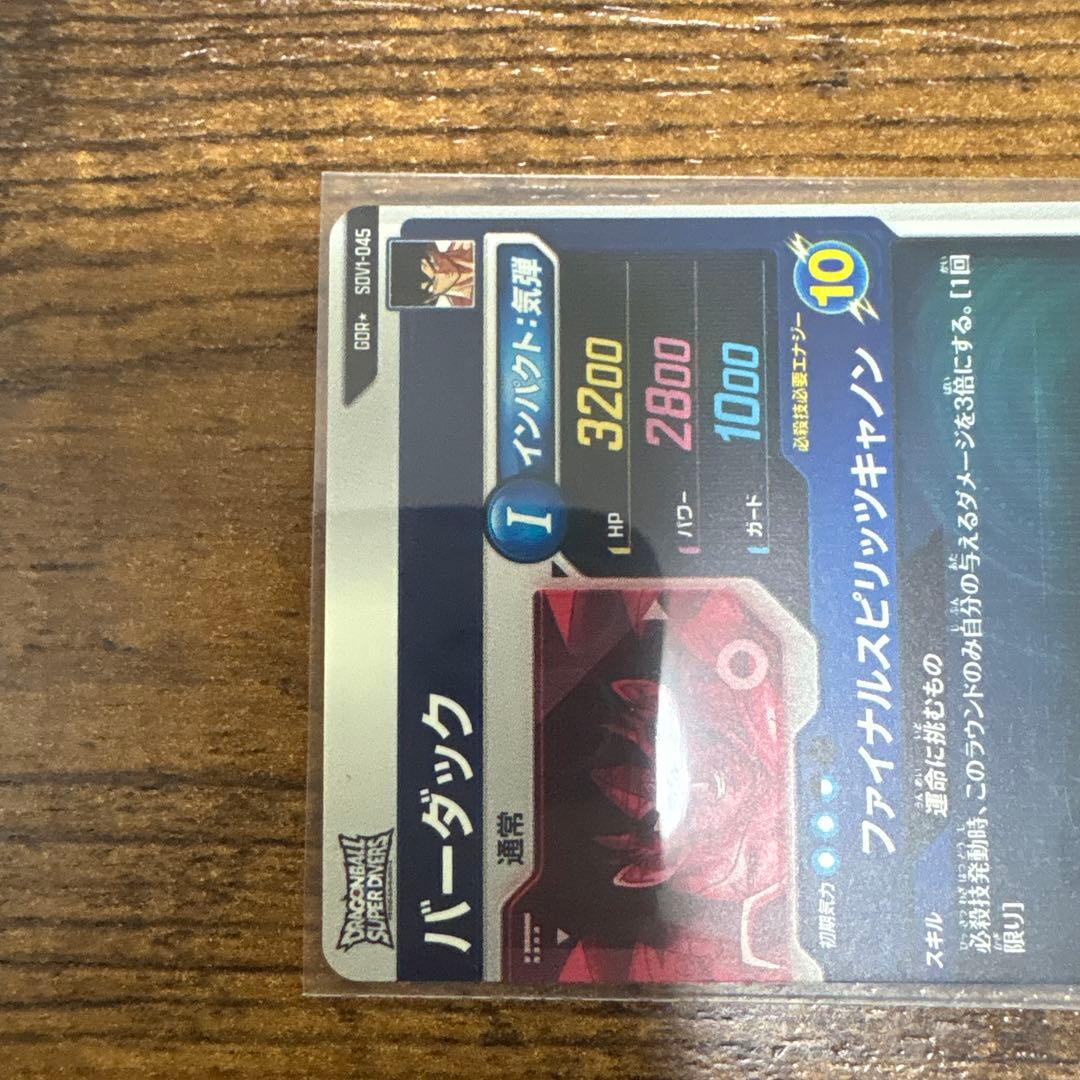 DRAGONBALL
SUPER DIVERS
GDR★ SDV1-045
バーダック
通常
I インパクト:気弾
HP 3200
パワー 2800
ガード 1000
初期気力
必殺技必要エナジー 10
ファイナルスピリッツキャノン
スキル 運命に挑むもの
必殺技発動時、このラウンドのみ自分の与えるダメージを3倍にする。[1回
限り]